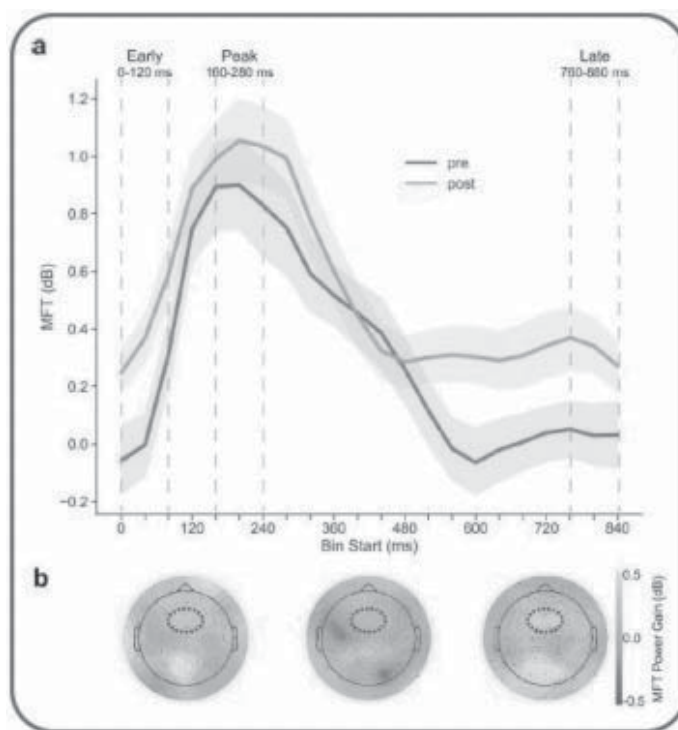 a
Early
0-120 ms
Peak
160-280 ms
Late
760-880 ms
1.2
1.0
0.8
0.6
0.4
0.2
0.0
−0.2
MFT (dB)
pre
post
0 120 240 360 480 600 720 840
Bin Start (ms)
b
0.5
0.0
-0.5
MFT Power Gain (dB)